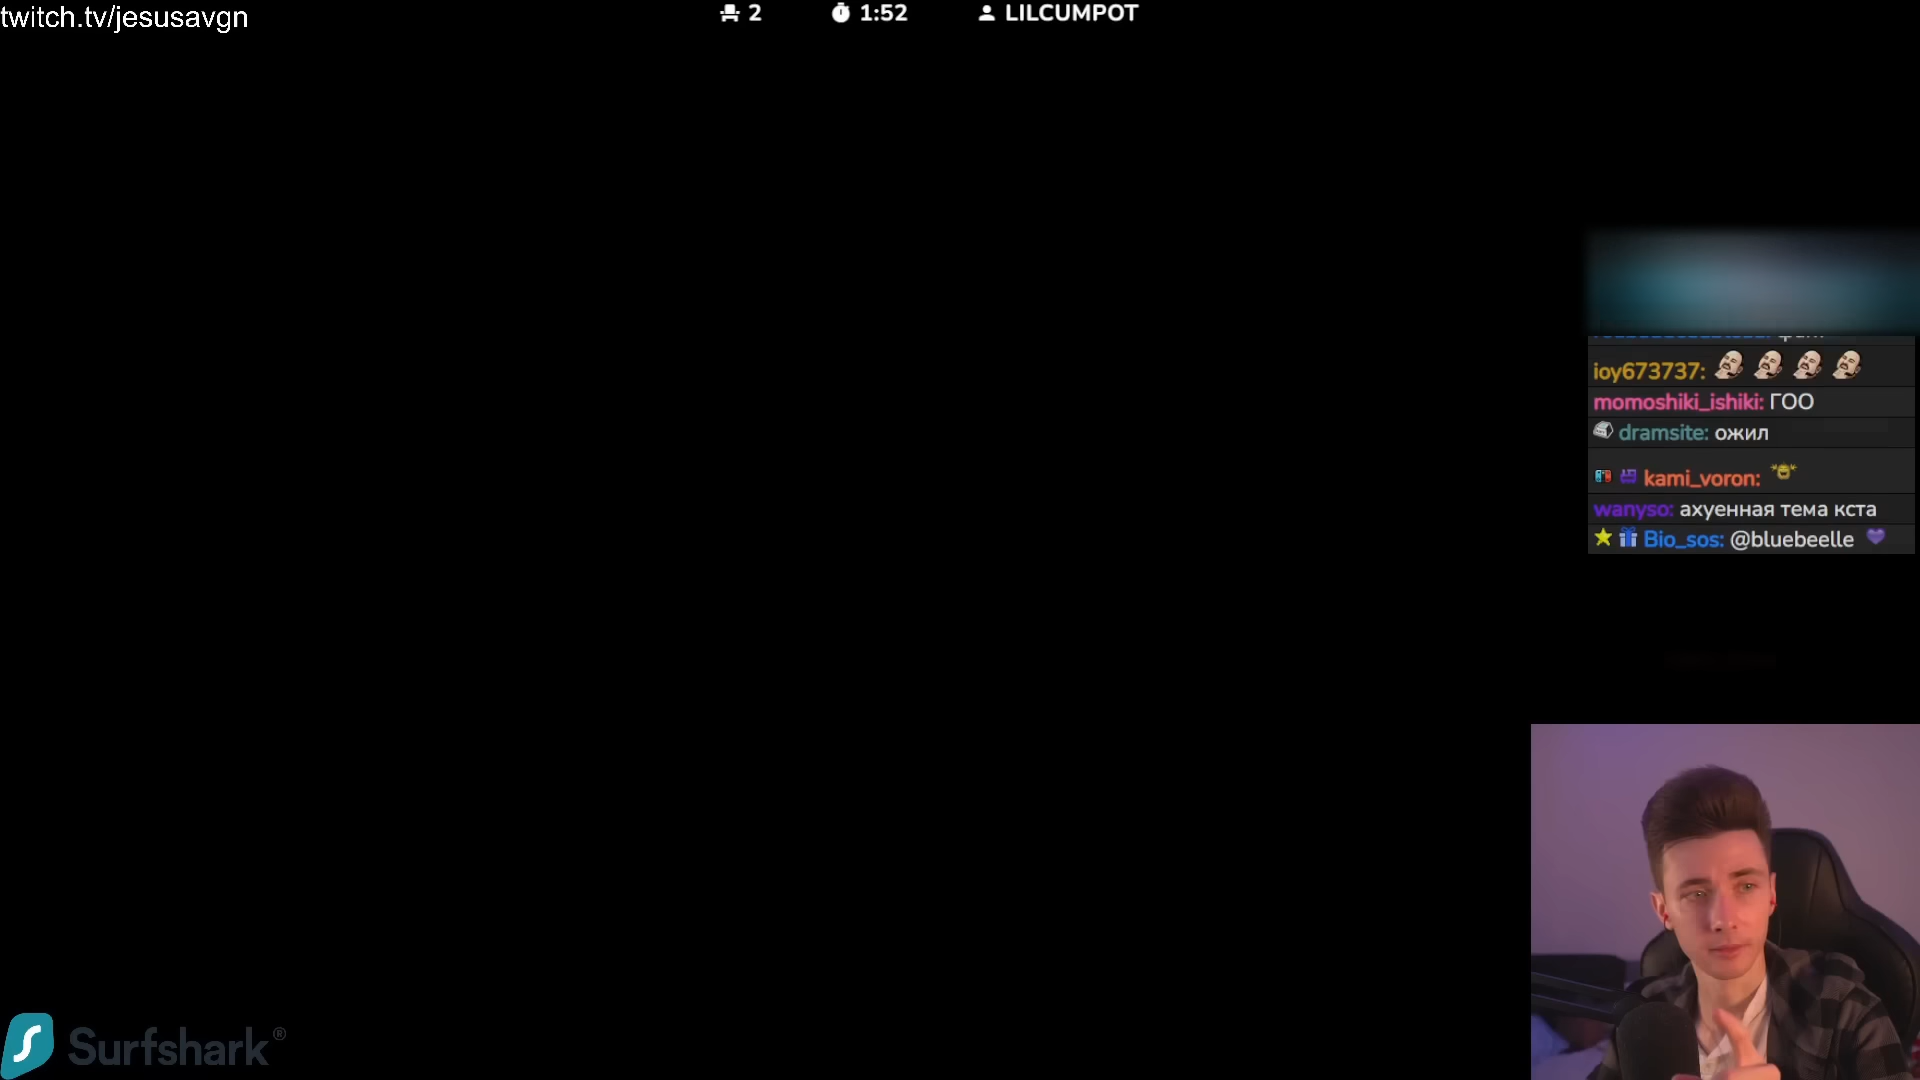 twitch.tv/jesusavgn
2
1:52
LILCUMPOT
ioy673737:
momoshiki_ishiki: ГОО
dramsite: ожил
kami_voron:
wanyso: ахуенная тема кста
Bio_sos: @bluebeelle
Surfshark®